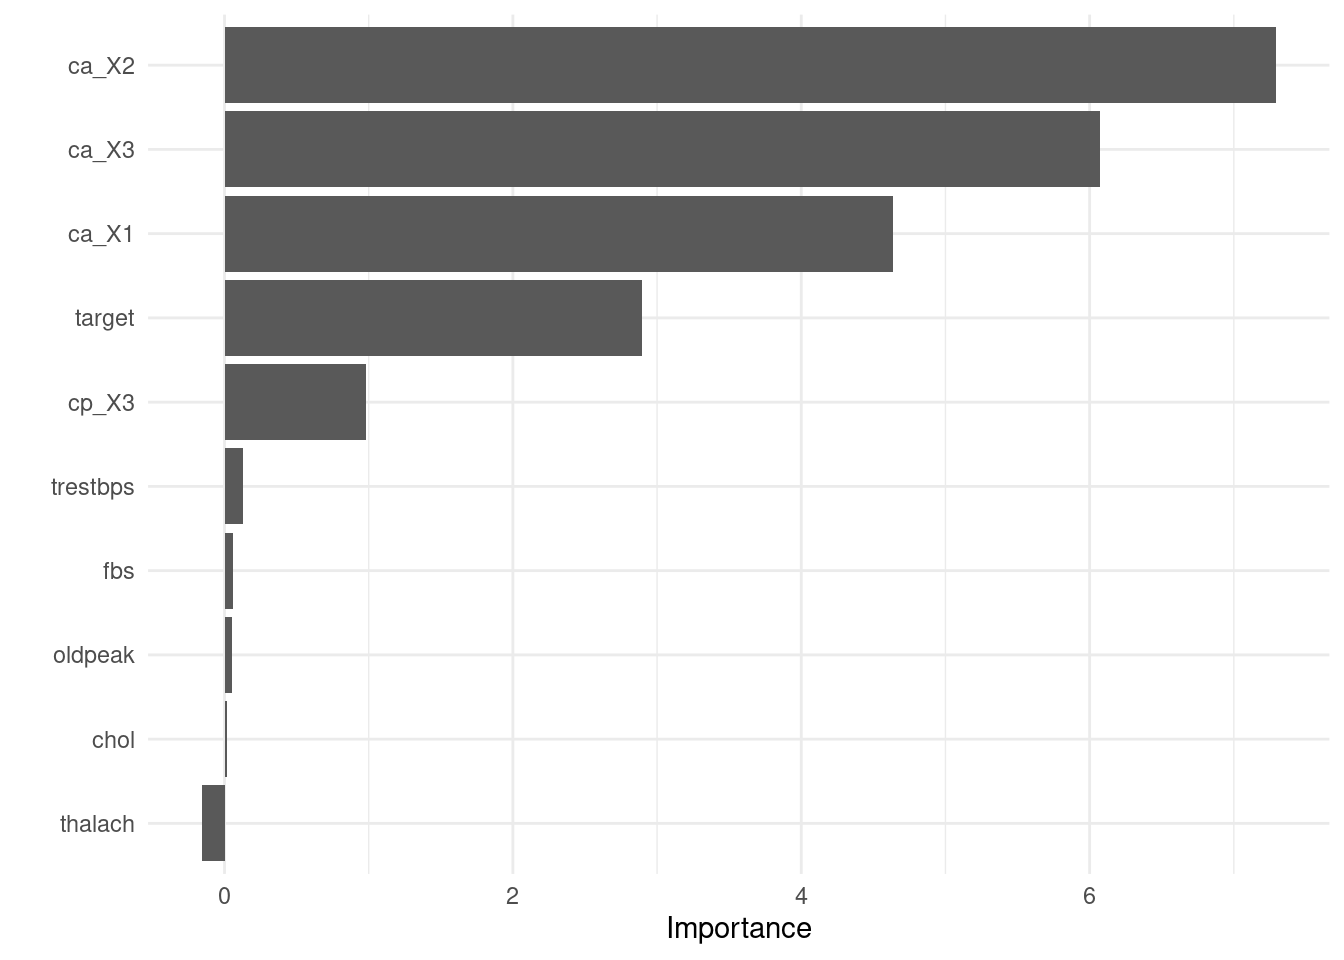 ca_X2
ca_X3
ca_X1
target
cp_X3
trestbps
fbs
oldpeak
chol
thalach
0 2 4 6
Importance